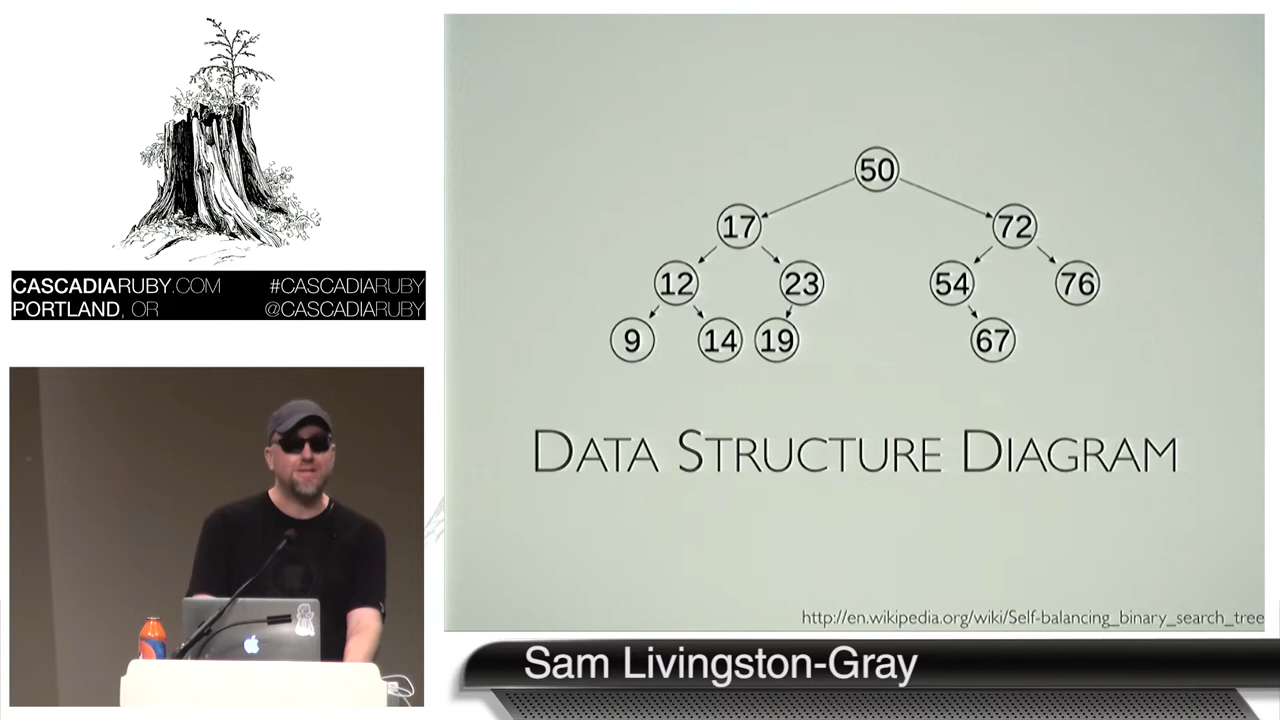 CASCADIARUBY.COM #CASCADIARUBY
PORTLAND, OR @CASCADIARUBY
50
17 72
12 23 54 76
9 14 19 67
DATA STRUCTURE DIAGRAM
http://en.wikipedia.org/wiki/Self-balancing_binary_search_tree
Sam Livingston-Gray